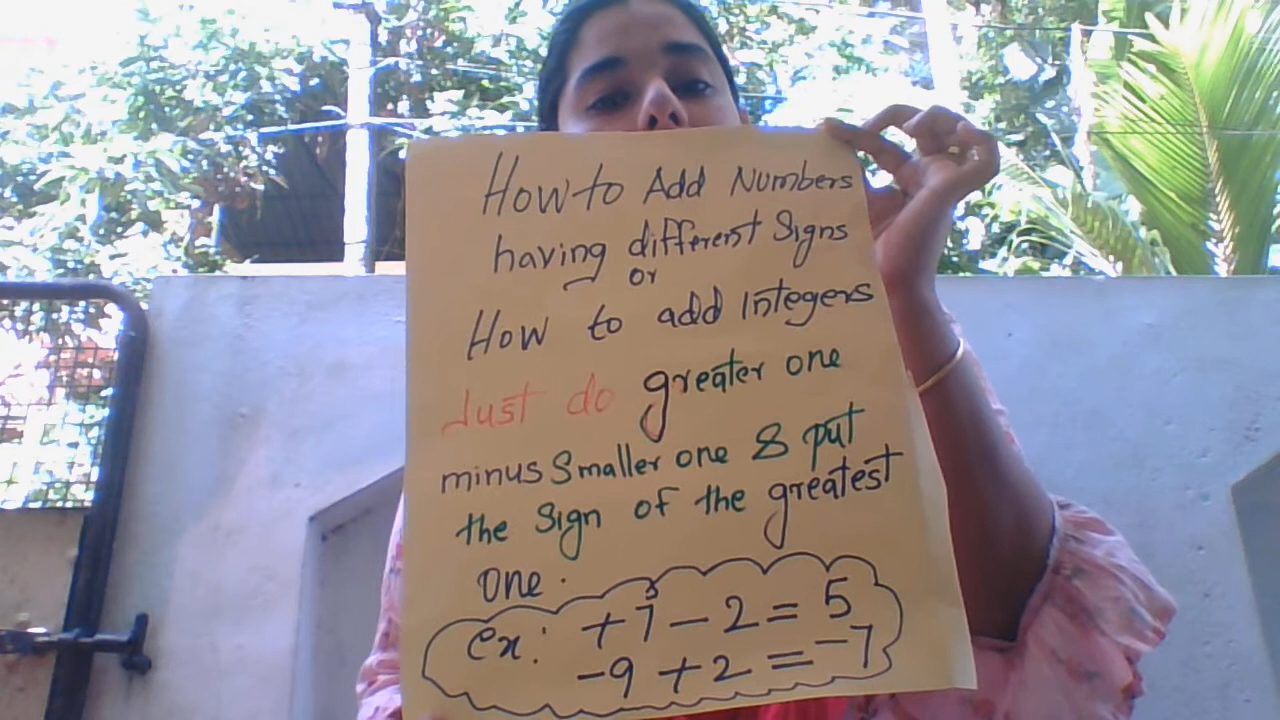 How to Add Numbers
having different Signs
or
How to add Integers
Just do greater one
minus Smaller one & put
the Sign of the greatest
one.
ex: +7 - 2 = 5
-9 + 2 = -7